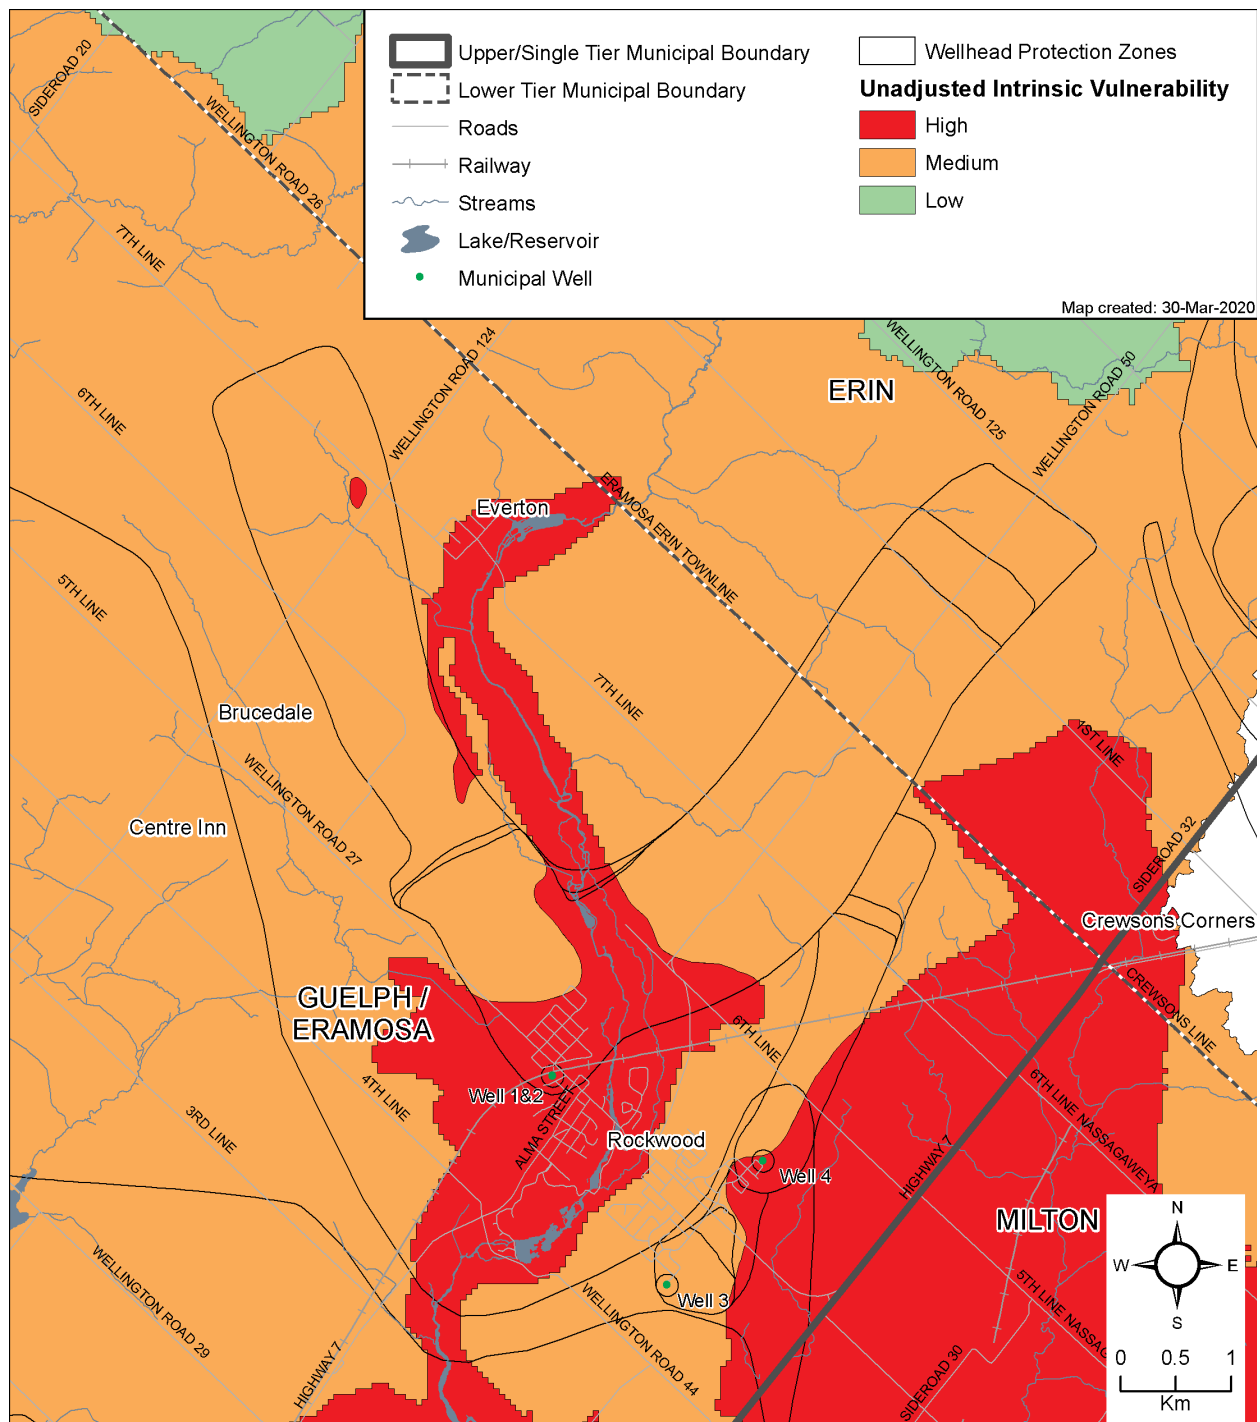 Upper/Single Tier Municipal Boundary
Lower Tier Municipal Boundary
Roads
Railway
Streams
Lake/Reservoir
Municipal Well
Wellhead Protection Zones
Unadjusted Intrinsic Vulnerability
High
Medium
Low
Map created: 30-Mar-2020
SIDEROAD 20
WELLINGTON ROAD 26
7TH LINE
WELLINGTON ROAD 124
6TH LINE
ERIN
WELLINGTON ROAD 125
WELLINGTON ROAD 50
Everton
ERAMOSA ERIN TOWNLINE
5TH LINE
7TH LINE
Brucedale
1ST LINE
WELLINGTON ROAD 27
Centre Inn
SIDEROAD 32
Crewsons Corners
GUELPH /
ERAMOSA
CREWSONS LINE
6TH LINE
4TH LINE
3RD LINE
Well 1&2
ALMA STREET
Rockwood
6TH LINE NASSAGAWEYA
HIGHWAY 7
Well 4
MILTON
N
W
E
S
WELLINGTON ROAD 29
Well 3
5TH LINE NASSAG
WELLINGTON ROAD 44
HIGHWAY 7
SIDEROAD 30
0 0.5 1
Km